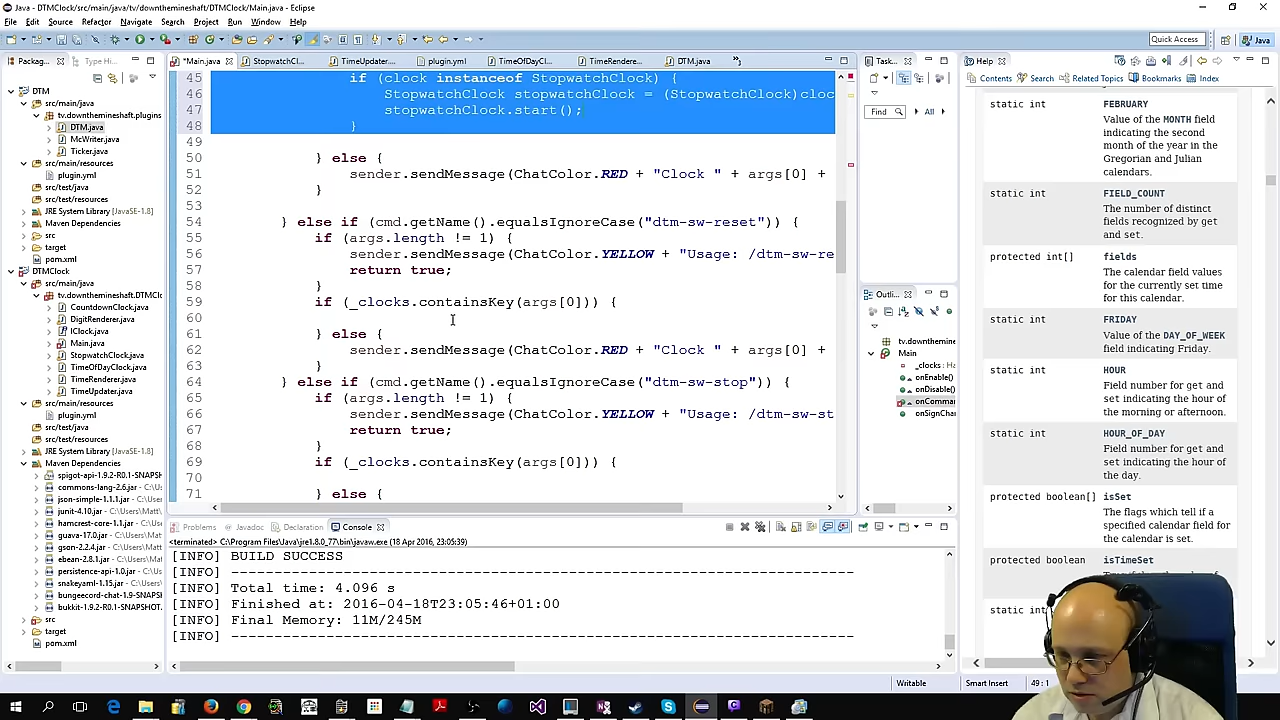 Java - DTMClock/src/main/java/tv/downthemineshaft/DTMClock/Main.java - Eclipse
File Edit Source Refactor Navigate Search Project Run Window Help
Quick Access
Java
Packag...
Type Hier...
DTM
src/main/java
tv.downthemineshaft.plugins
DTM.java
McWriter.java
Ticker.java
src/main/resources
plugin.yml
src/test/java
JRE System Library [JavaSE-1.8]
Maven Dependencies
src
target
pom.xml
DTMClock
src/main/java
tv.downthemineshaft.DTMClo
CountdownClock.java
DigitRenderer.java
IClock.java
Main.java
StopwatchClock.java
TimeOfDayClock.java
TimeRenderer.java
TimeUpdater.java
src/main/resources
plugin.yml
src/test/java
src/test/resources
JRE System Library [JavaSE-1.8]
Maven Dependencies
spigot-api-1.9.2-R0.1-SNAPSHOT
commons-lang-2.6.jar - C:\Users
json-simple-1.1.1.jar - C:\Users
junit-4.10.jar - C:\Users\Matt
hamcrest-core-1.1.jar - C:\User
guava-17.0.jar - C:\Users\Matt
gson-2.2.4.jar - C:\Users\Matt
ebean-2.8.1.jar - C:\Users\Matt
persistence-api-1.0.jar - C:\Use
snakeyaml-1.15.jar - C:\Users\
bungeecord-chat-1.9-SNAPSHOT
bukkit-1.9.2-R0.1-SNAPSHOT.
src
target
pom.xml
*Main.java StopwatchCl... TimeUpdater... plugin.yml TimeOfDayCl... TimeRendere... DTM.java
45 if (clock instanceof StopwatchClock) {
46 StopwatchClock stopwatchClock = (StopwatchClock)cloc
47 stopwatchClock.start();
48 }
49
50 } else {
51 sender.sendMessage(ChatColor.RED + "Clock " + args[0] +
52 }
53
54 } else if (cmd.getName().equalsIgnoreCase("dtm-sw-reset")) {
55 if (args.length != 1) {
56 sender.sendMessage(ChatColor.YELLOW + "Usage: /dtm-sw-re
57 return true;
58 }
59 if (_clocks.containsKey(args[0])) {
60
61 } else {
62 sender.sendMessage(ChatColor.RED + "Clock " + args[0] +
63 }
64 } else if (cmd.getName().equalsIgnoreCase("dtm-sw-stop")) {
65 if (args.length != 1) {
66 sender.sendMessage(ChatColor.YELLOW + "Usage: /dtm-sw-st
67 return true;
68 }
69 if (_clocks.containsKey(args[0])) {
70
71 } else {
Problems Javadoc Declaration Console
<terminated> C:\Program Files\Java\jre1.8.0_77\bin\javaw.exe (18 Apr 2016, 23:05:39)
[INFO] BUILD SUCCESS
[INFO] ------------------------------------------------------------------------
[INFO] Total time: 4.096 s
[INFO] Finished at: 2016-04-18T23:05:46+01:00
[INFO] Final Memory: 11M/245M
[INFO] ------------------------------------------------------------------------
Task...
Find All
Outli...
tv.downthemine
Main
_clocks : Ha
onEnable()
onDisable()
onComma
onSignChar
Help
Contents Search Related Topics Bookmarks Index
static int FEBRUARY
Value of the MONTH field
indicating the second
month of the year in the
Gregorian and Julian
calendars.
static int FIELD_COUNT
The number of distinct
fields recognized by get
and set.
protected int[] fields
The calendar field values
for the currently set time
for this calendar.
static int FRIDAY
Value of the DAY_OF_WEEK
field indicating Friday.
static int HOUR
Field number for get and
set indicating the hour of
the morning or afternoon.
static int HOUR_OF_DAY
Field number for get and
set indicating the hour of
the day.
protected boolean[] isSet
The flags which tell if a
specified calendar field for
the calendar is set.
protected boolean isTimeSet
static int
Writable Smart Insert 49 : 1